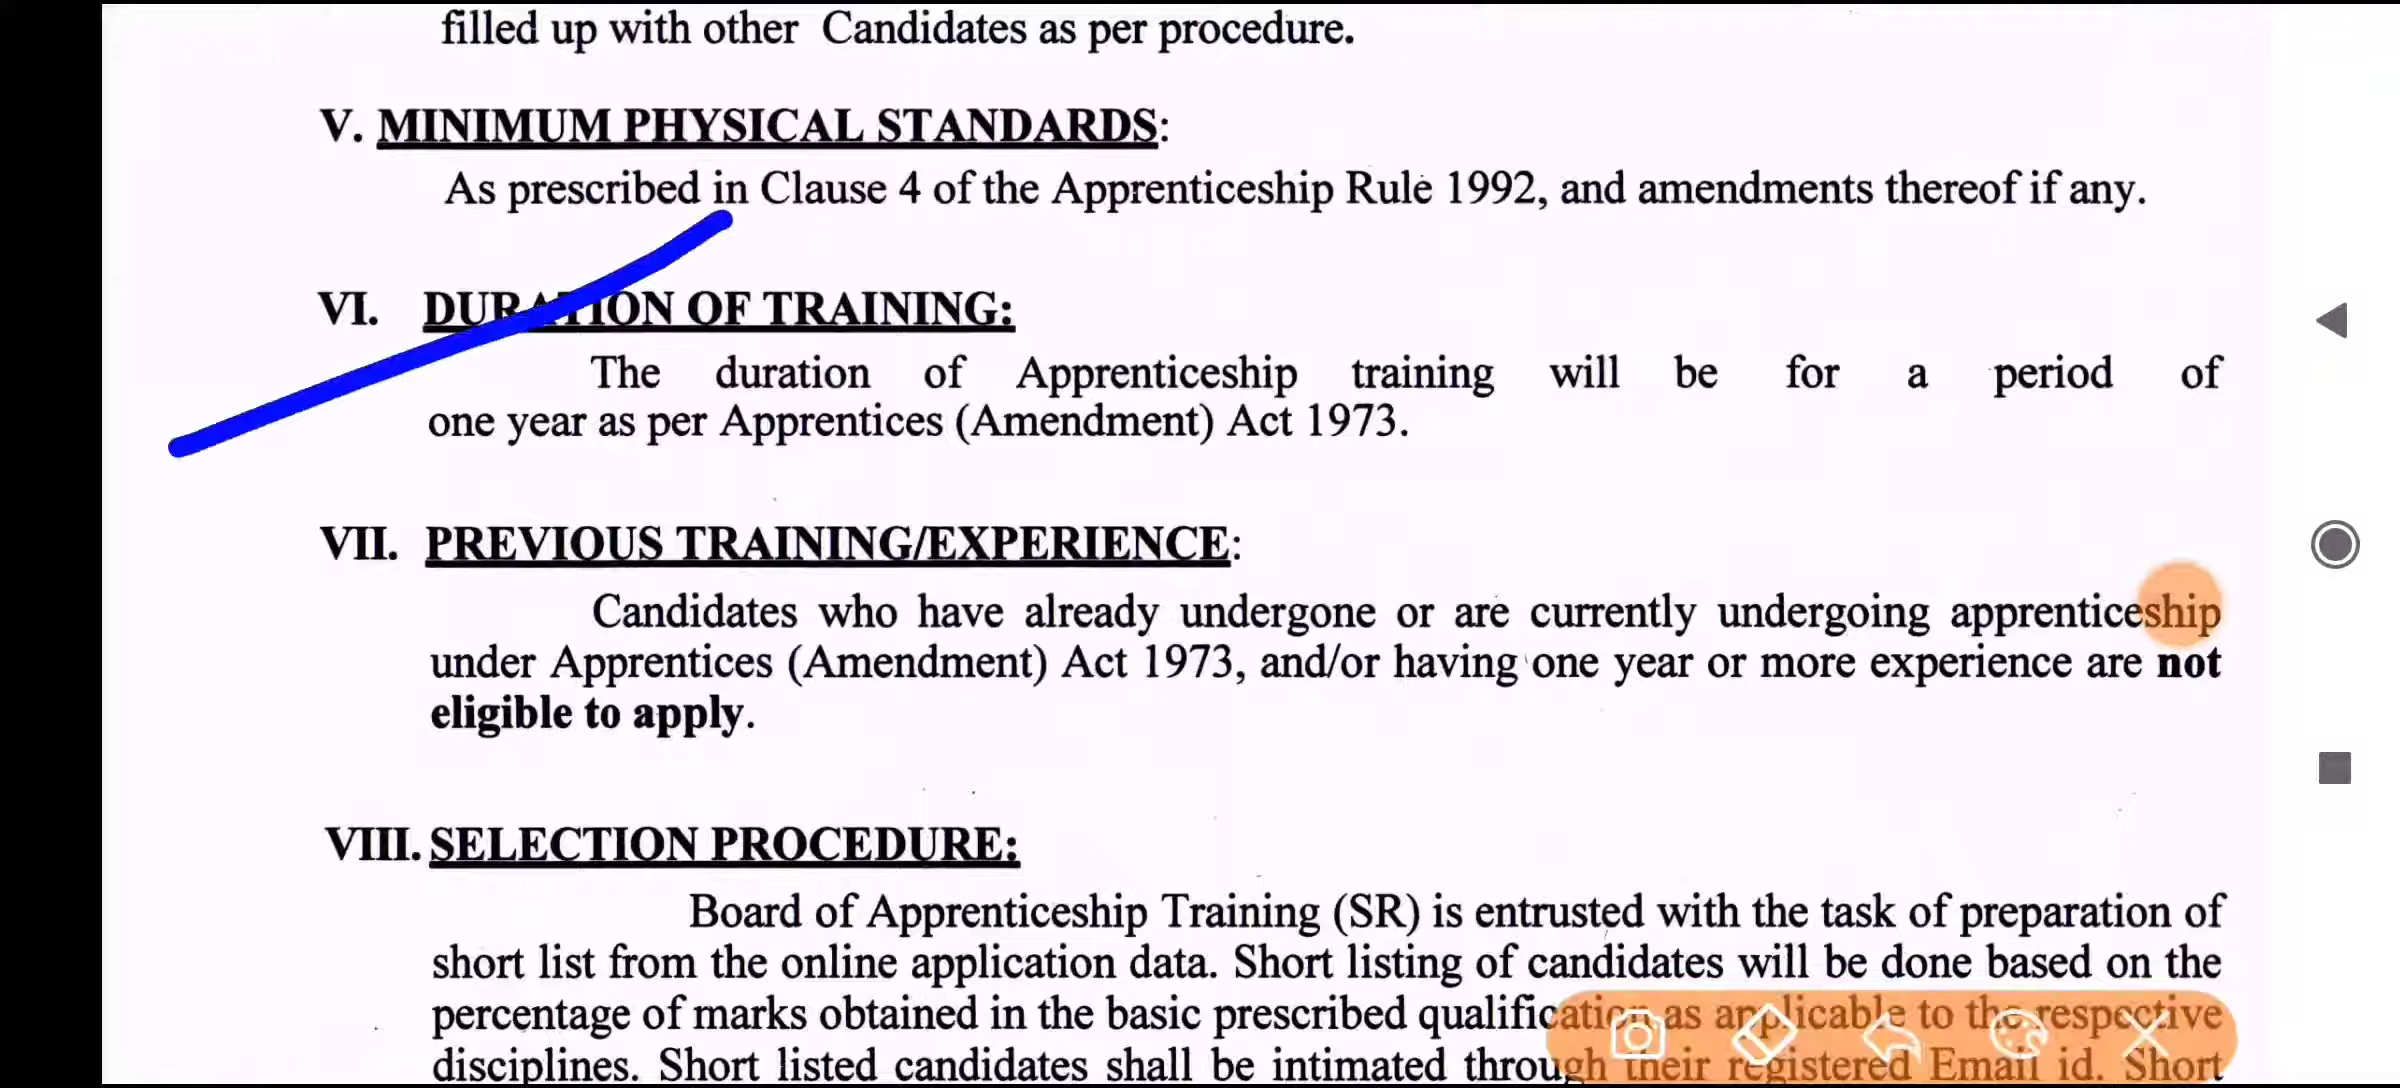 filled up with other Candidates as per procedure.
V. MINIMUM PHYSICAL STANDARDS:
As prescribed in Clause 4 of the Apprenticeship Rule 1992, and amendments thereof if any.
VI. DURATION OF TRAINING:
The duration of Apprenticeship training will be for a period of
one year as per Apprentices (Amendment) Act 1973.
VII. PREVIOUS TRAINING/EXPERIENCE:
Candidates who have already undergone or are currently undergoing apprenticeship
under Apprentices (Amendment) Act 1973, and/or having one year or more experience are not
eligible to apply.
VIII. SELECTION PROCEDURE:
Board of Apprenticeship Training (SR) is entrusted with the task of preparation of
short list from the online application data. Short listing of candidates will be done based on the
percentage of marks obtained in the basic prescribed qualification as applicable to the respective
disciplines. Short listed candidates shall be intimated through their registered Email id. Short